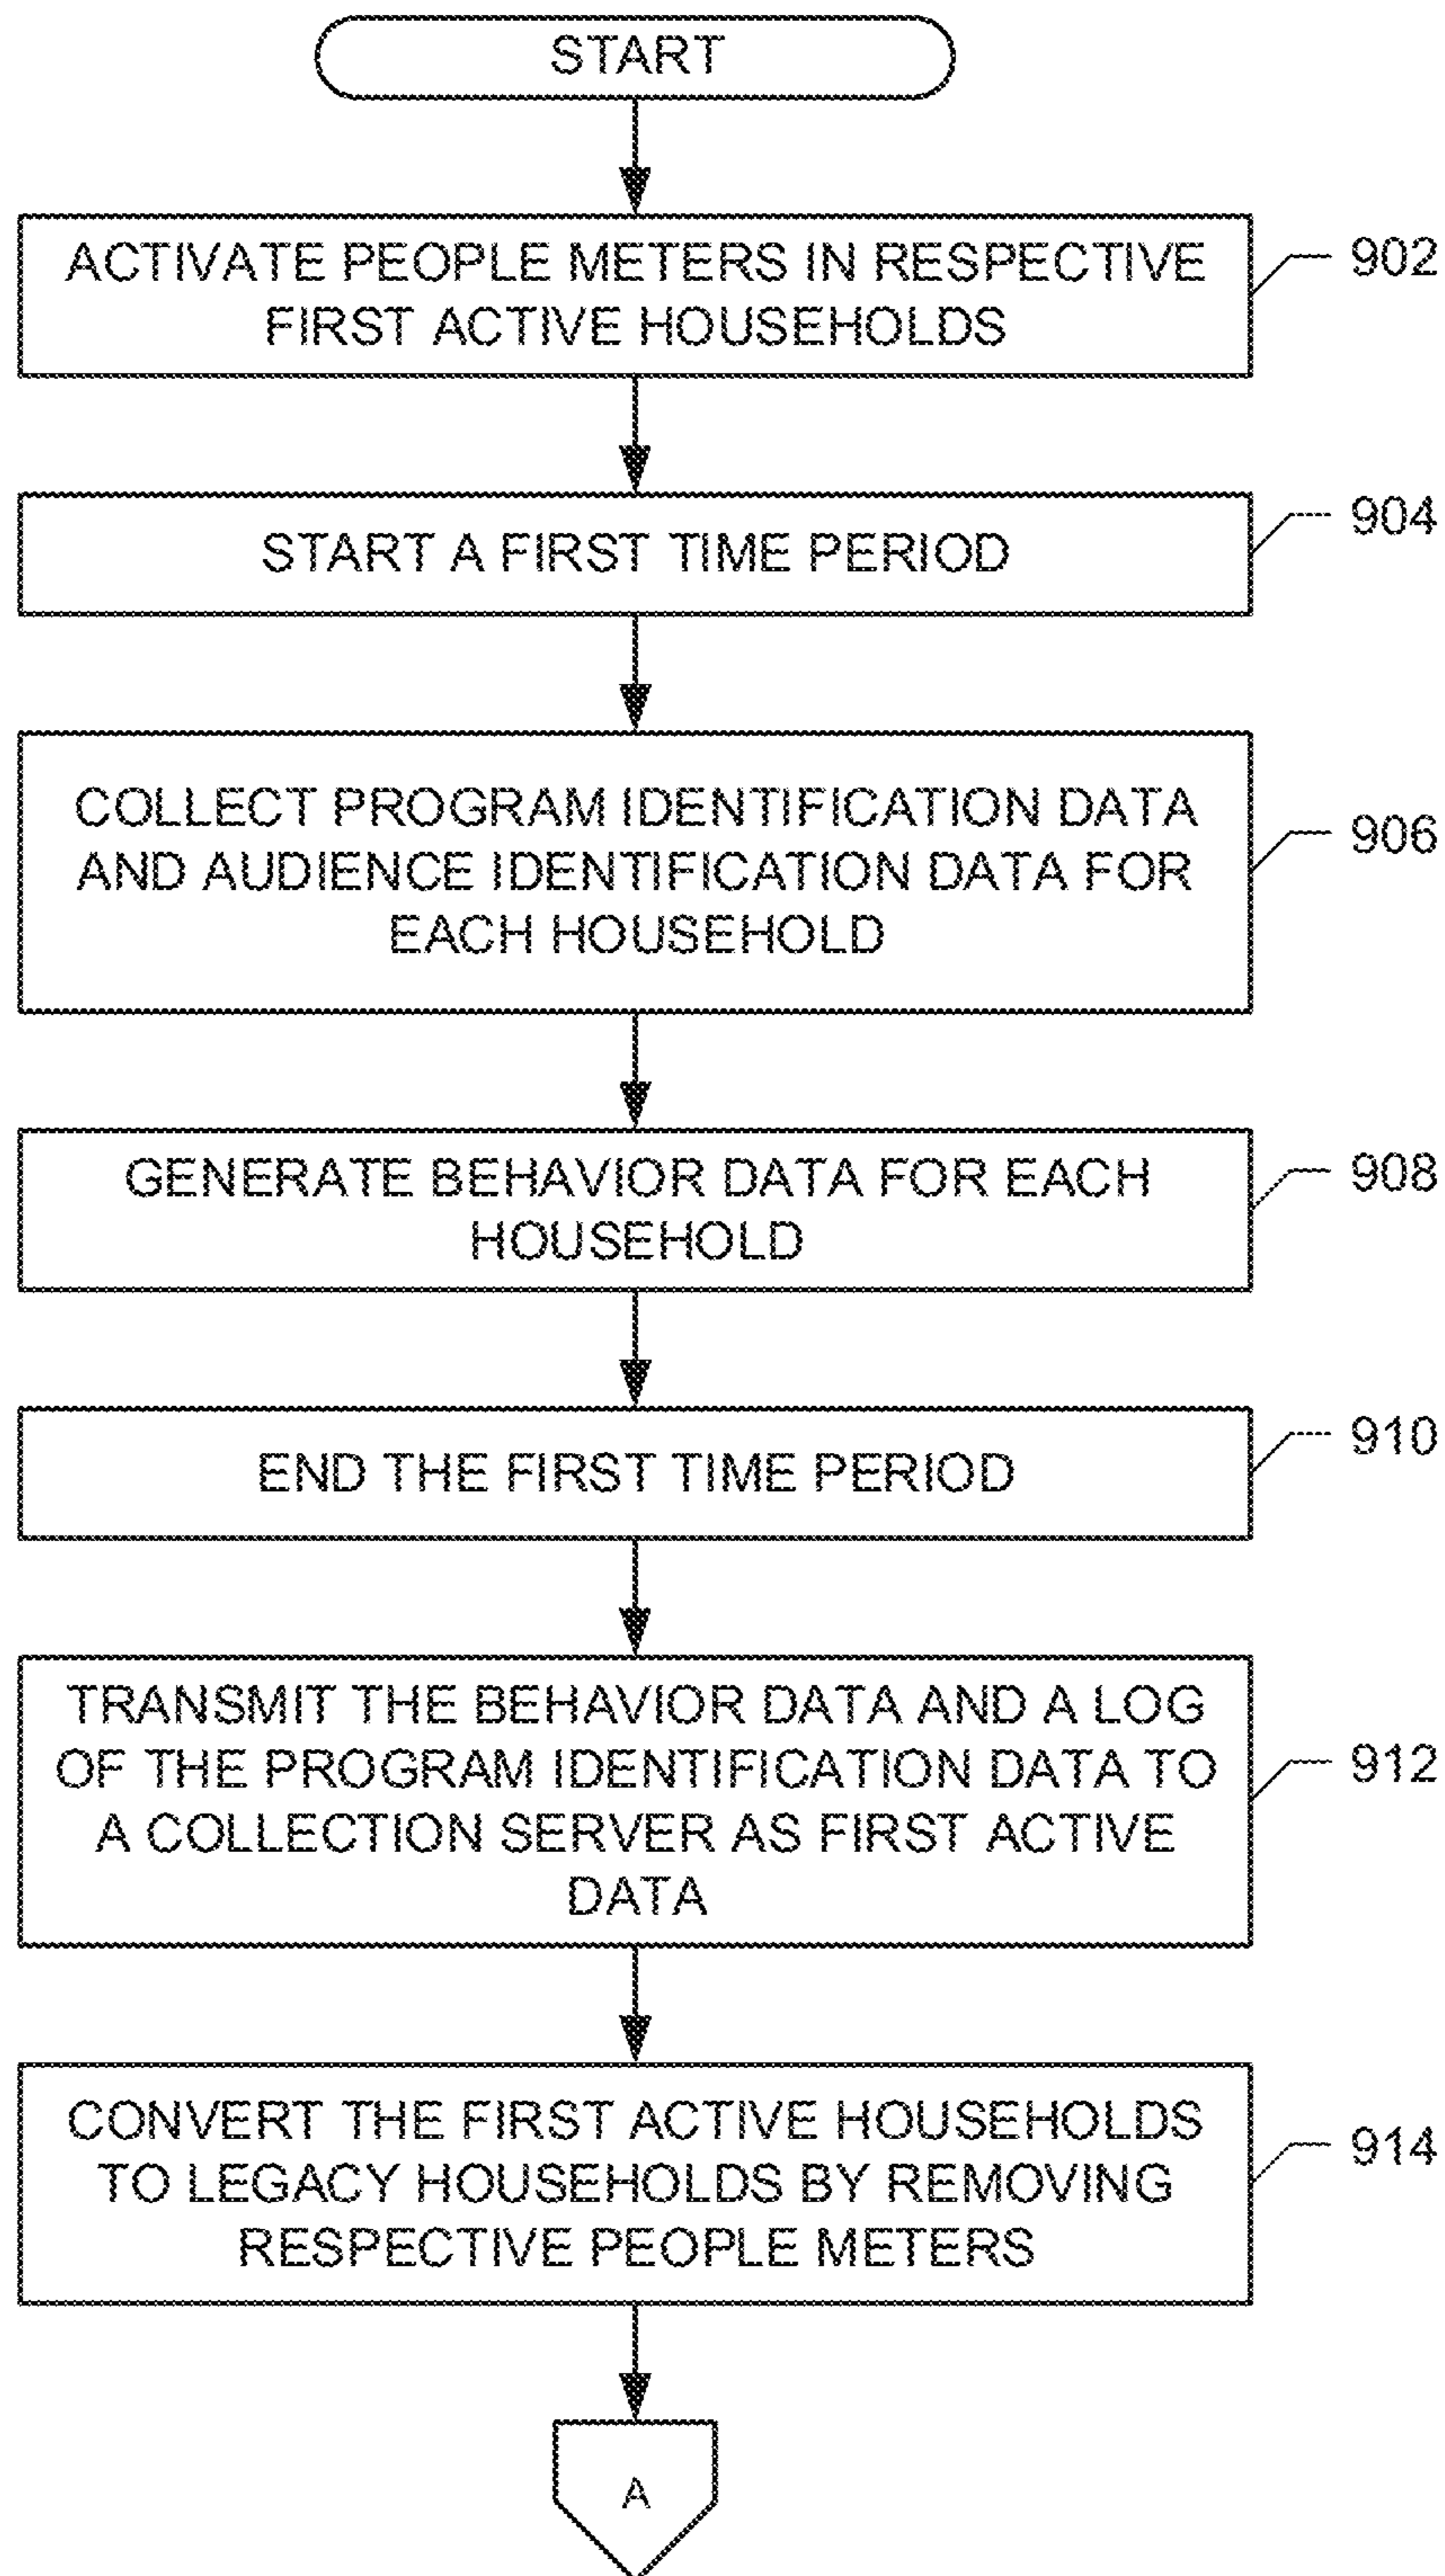 START
ACTIVATE PEOPLE METERS IN RESPECTIVE
FIRST ACTIVE HOUSEHOLDS
902
START A FIRST TIME PERIOD
904
COLLECT PROGRAM IDENTIFICATION DATA
AND AUDIENCE IDENTIFICATION DATA FOR
EACH HOUSEHOLD
906
GENERATE BEHAVIOR DATA FOR EACH
HOUSEHOLD
908
END THE FIRST TIME PERIOD
910
TRANSMIT THE BEHAVIOR DATA AND A LOG
OF THE PROGRAM IDENTIFICATION DATA TO
A COLLECTION SERVER AS FIRST ACTIVE
DATA
912
CONVERT THE FIRST ACTIVE HOUSEHOLDS
TO LEGACY HOUSEHOLDS BY REMOVING
RESPECTIVE PEOPLE METERS
914
A